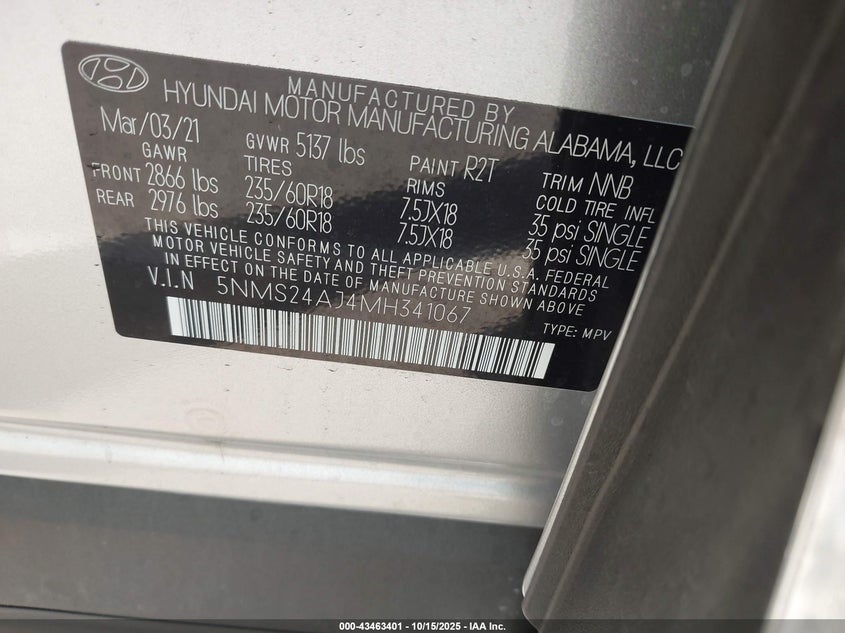 MANUFACTURED BY
HYUNDAI MOTOR MANUFACTURING ALABAMA, LLC
Mar/03/21 GVWR 5137 lbs PAINT R2T TRIM NNB
GAWR TIRES RIMS COLD TIRE INFL
FRONT 2866 lbs 235/60R18 7.5JX18 35 psi SINGLE
REAR 2976 lbs 235/60R18 7.5JX18 35 psi SINGLE
THIS VEHICLE CONFORMS TO ALL APPLICABLE U.S.A. FEDERAL
MOTOR VEHICLE SAFETY AND THEFT PREVENTION STANDARDS
IN EFFECT ON THE DATE OF MANUFACTURE SHOWN ABOVE
V.I.N 5NMS24AJ4MH341067
TYPE: MPV
000-43463401 - 10/15/2025 - IAA Inc.